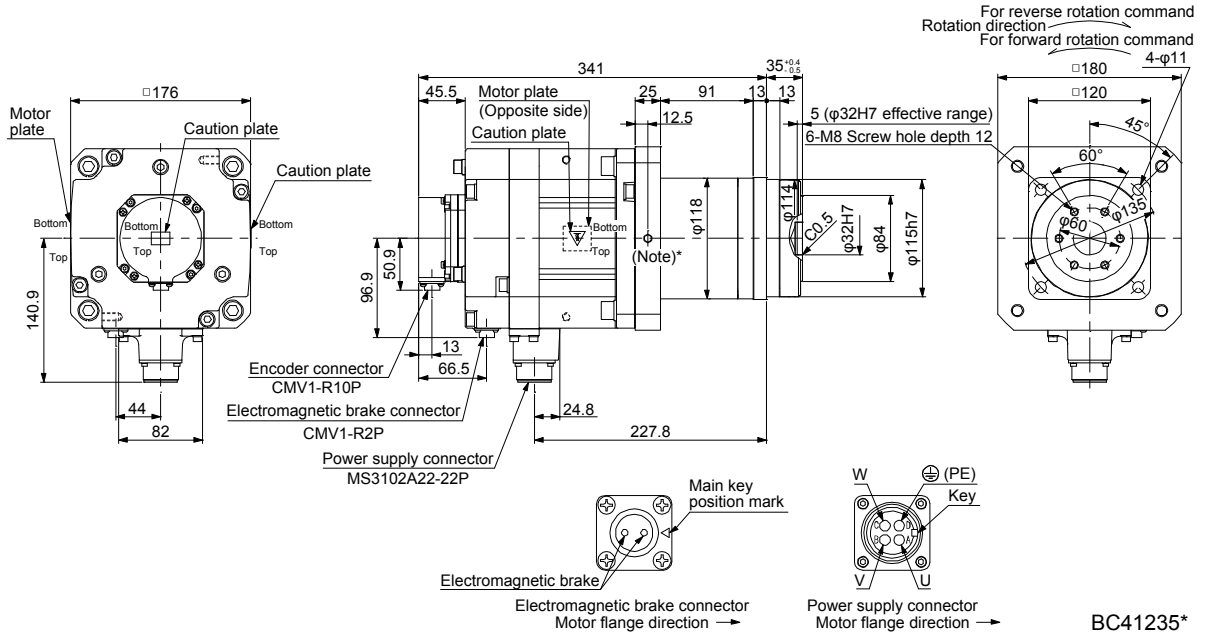 For reverse rotation command
Rotation direction
For forward rotation command
4-φ11
□176
341
35 +0.4 -0.5
□180
45.5
Motor plate
(Opposite side)
25
91
13
13
□120
Motor
plate
Caution plate
Caution plate
12.5
5 (φ32H7 effective range)
6-M8 Screw hole depth 12
45°
60°
Caution plate
Bottom
Top
Bottom
Top
Bottom
Top
Bottom
Top
(Note)*
φ118
φ114
C0.5
φ32H7
φ84
φ115h7
φ135
φ60
140.9
96.9
50.9
13
66.5
Encoder connector
CMV1-R10P
44
82
Electromagnetic brake connector
CMV1-R2P
24.8
227.8
Power supply connector
MS3102A22-22P
Main key
position mark
W
(PE)
Key
C
D
B
A
V
U
Electromagnetic brake
Electromagnetic brake connector
Motor flange direction →
Power supply connector
Motor flange direction →
BC41235*